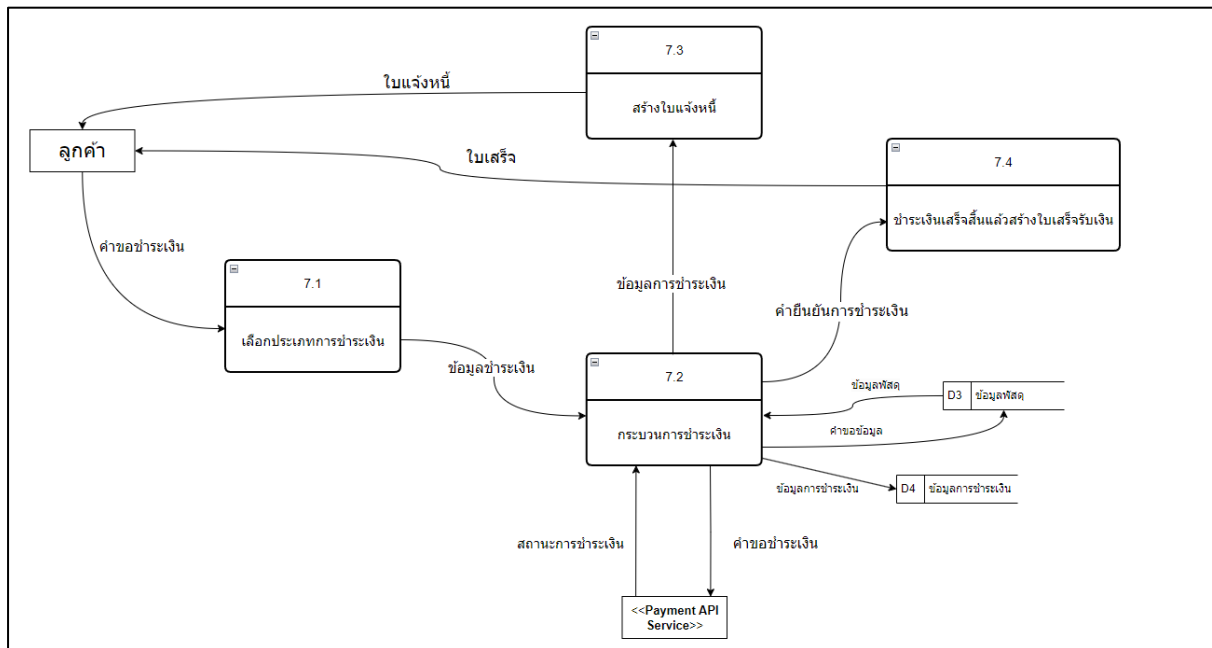 7.3
ใบแจ้งหนี้
สร้างใบแจ้งหนี้
ลูกค้า
ใบเสร็จ
7.4
ชำระเงินเสร็จสิ้นแล้วสร้างใบเสร็จรับเงิน
คำขอชำระเงิน
7.1
ข้อมูลการชำระเงิน
คำยืนยันการชำระเงิน
เลือกประเภทการชำระเงิน
ข้อมูลชำระเงิน
7.2
ข้อมูลพัสดุ
D3 ข้อมูลพัสดุ
กระบวนการชำระเงิน
คำขอข้อมูล
ข้อมูลการชำระเงิน
D4 ข้อมูลการชำระเงิน
สถานะการชำระเงิน
คำขอชำระเงิน
<<Payment API
Service>>